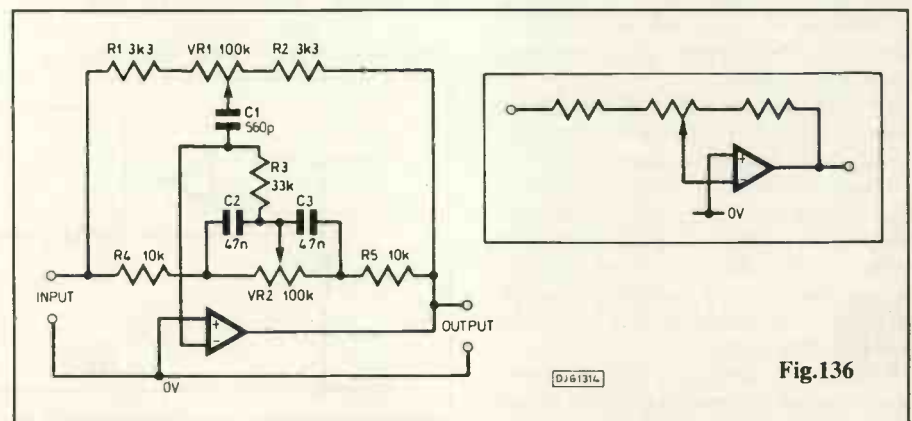 R1 3k3 VR1 100k R2 3k3
C1
560p
R3
33k
C2 C3
47n 47n
R4 10k R5 10k
VR2 100k
INPUT
OUTPUT
+
-
0V
+
-
0V
DJ61314
Fig.136